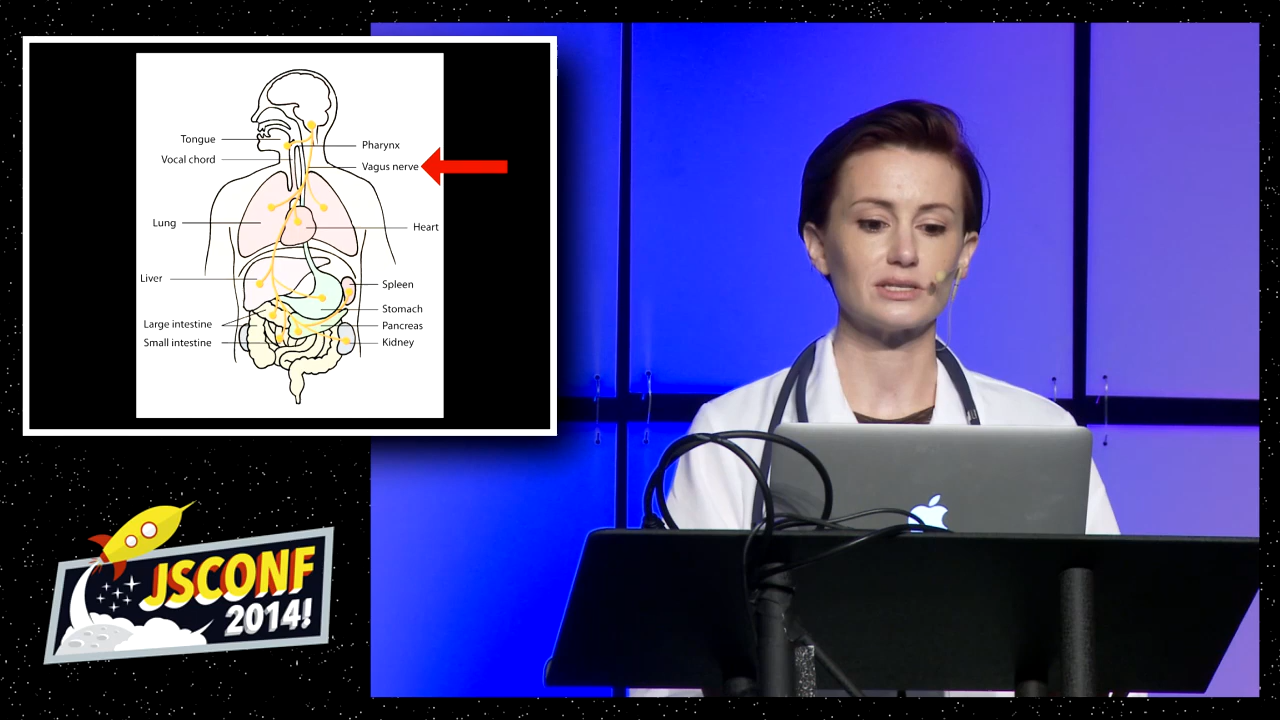 Tongue
Vocal chord
Lung
Liver
Large intestine
Small intestine
Pharynx
Vagus nerve
Heart
Spleen
Stomach
Pancreas
Kidney
JSCONF
2014!